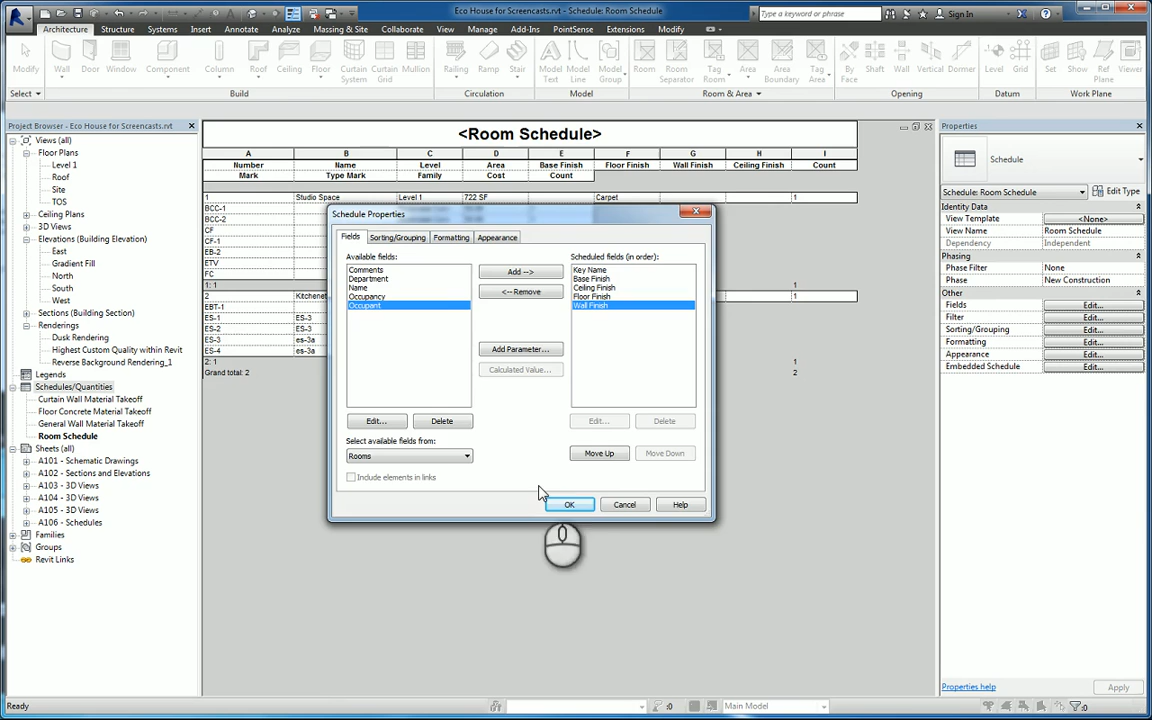 Eco House for Screencasts.rvt - Schedule: Room Schedule
Type a keyword or phrase
Sign In
Architecture Structure Systems Insert Annotate Analyze Massing & Site Collaborate View Manage Add-Ins PointSense Extensions Modify
Modify Wall Door Window Component Column Roof Ceiling Floor Curtain System Curtain Grid Mullion Railing Ramp Stair Model Text Model Line Model Group Room Room Separator Tag Room Area Area Boundary Tag Area By Face Shaft Wall Vertical Dormer Level Grid Set Show Ref Plane Viewer
Select Build Circulation Model Room & Area Opening Datum Work Plane
Project Browser - Eco House for Screencasts.rvt
Views (all)
Floor Plans
Level 1
Roof
Site
TOS
Ceiling Plans
3D Views
Elevations (Building Elevation)
East
Gradient Fill
North
South
West
Sections (Building Section)
Renderings
Dusk Rendering
Highest Custom Quality within Revit
Reverse Background Rendering_1
Legends
Schedules/Quantities
Curtain Wall Material Takeoff
Floor Concrete Material Takeoff
General Wall Material Takeoff
Room Schedule
Sheets (all)
A101 - Schematic Drawings
A102 - Sections and Elevations
A103 - 3D Views
A104 - 3D Views
A105 - 3D Views
A106 - Schedules
Families
Groups
Revit Links
<Room Schedule>
A B C D E F G H I
Number Name Level Area Base Finish Floor Finish Wall Finish Ceiling Finish Count
Mark Type Mark Family Cost Count
1 Studio Space Level 1 722 SF Carpet 1
BCC-1
BCC-2
CF
CF-1
EB-2
ETV
FC
1: 1 1
2 Kitchene 1
EBT-1
ES-1 ES-3
ES-2 ES-3
ES-3 es-3a
ES-4 es-3a
2: 1 1
Grand total: 2 2
Schedule Properties
Fields Sorting/Grouping Formatting Appearance
Available fields:
Comments
Department
Name
Occupancy
Occupant
Add -->
<-- Remove
Add Parameter...
Calculated Value...
Scheduled fields (in order):
Key Name
Base Finish
Ceiling Finish
Floor Finish
Wall Finish
Edit... Delete Edit... Delete
Select available fields from:
Rooms
Move Up Move Down
Include elements in links
OK Cancel Help
Properties
Schedule
Schedule: Room Schedule Edit Type
Identity Data
View Template <None>
View Name Room Schedule
Dependency Independent
Phasing
Phase Filter None
Phase New Construction
Other
Fields Edit...
Filter Edit...
Sorting/Grouping Edit...
Formatting Edit...
Appearance Edit...
Embedded Schedule Edit...
Properties help Apply
Ready
:0
Main Model
:0